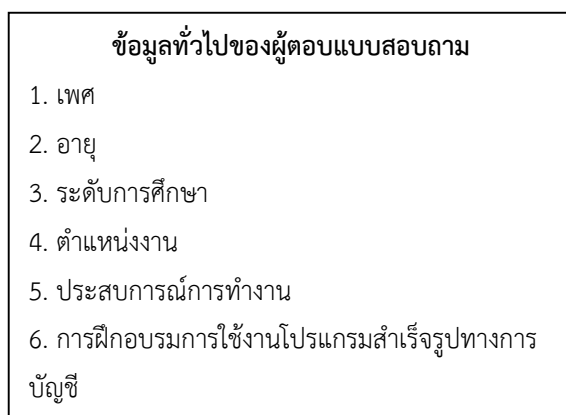 ข้อมูลทั่วไปของผู้ตอบแบบสอบถาม
1. เพศ
2. อายุ
3. ระดับการศึกษา
4. ตำแหน่งงาน
5. ประสบการณ์การทำงาน
6. การฝึกอบรมการใช้งานโปรแกรมสำเร็จรูปทางการ
บัญชี